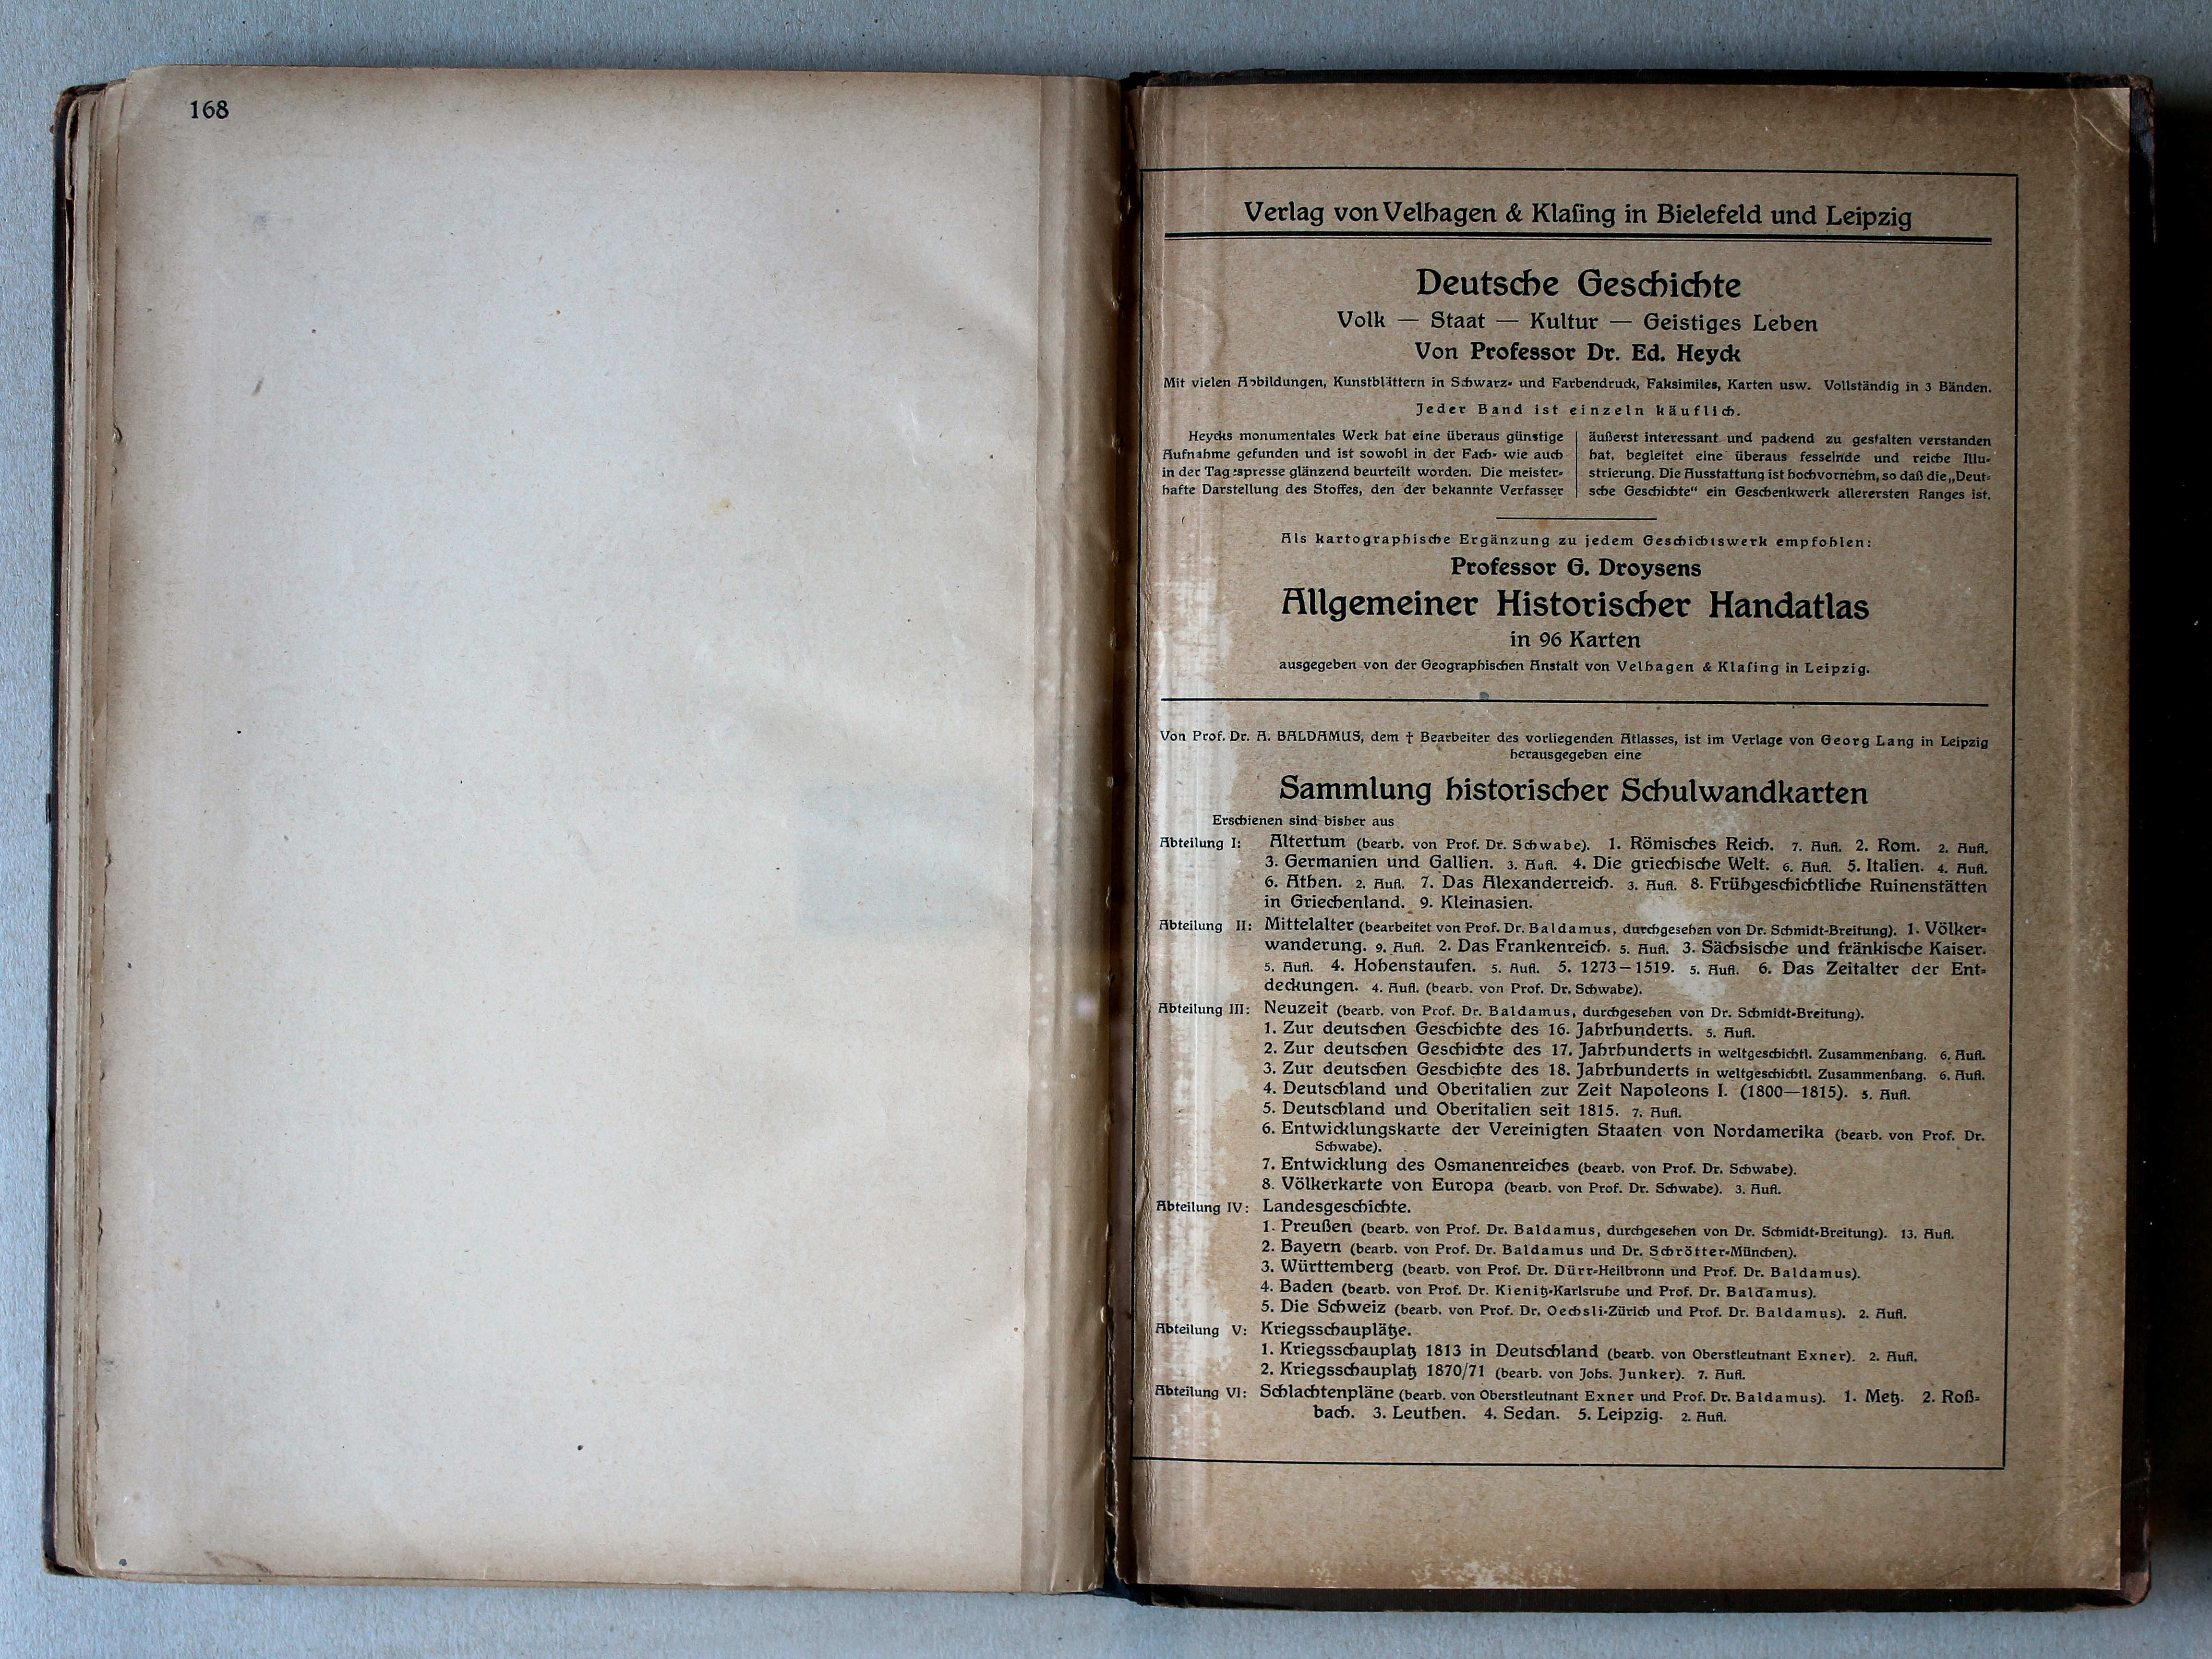 168
Verlag von Velhagen & Klaſing in Bielefeld und Leipzig
Deutsche Geschichte
Volk — Staat — Kultur — Geistiges Leben
Von Professor Dr. Ed. Heyck
Mit vielen Abbildungen, Kunstblättern in Schwarz- und Farbendruck, Faksimiles, Karten usw. Vollständig in 3 Bänden.
Jeder Band ist einzeln käuflich.
Heycks monumentales Werk hat eine überaus günstige
Aufnahme gefunden und ist sowohl in der Fach- wie auch
in der Tagespresse glänzend beurteilt worden. Die meister-
hafte Darstellung des Stoffes, den der bekannte Verfasser
äußerst interessant und packend zu gestalten verstanden
hat, begleitet eine überaus fesselnde und reiche Illu-
strierung. Die Ausstattung ist hochvornehm, so daß die „Deut-
sche Geschichte“ ein Geschenkwerk allerersten Ranges ist.
Als kartographische Ergänzung zu jedem Geschichtswerk empfohlen:
Professor G. Droysens
Allgemeiner Historischer Handatlas
in 96 Karten
ausgegeben von der Geographischen Anstalt von Velhagen & Klaſing in Leipzig.
Von Prof. Dr. A. BALDAMUS, dem † Bearbeiter des vorliegenden Atlasses, ist im Verlage von Georg Lang in Leipzig
herausgegeben eine
Sammlung historischer Schulwandkarten
Erschienen sind bisher aus
Abteilung I: Altertum (bearb. von Prof. Dr. Schwabe). 1. Römisches Reich. 7. Aufl. 2. Rom. 2. Aufl.
3. Germanien und Gallien. 3. Aufl. 4. Die griechische Welt. 6. Aufl. 5. Italien. 4. Aufl.
6. Athen. 2. Aufl. 7. Das Alexanderreich. 3. Aufl. 8. Frühgeschichtliche Ruinenstätten
in Griechenland. 9. Kleinasien.
Abteilung II: Mittelalter (bearbeitet von Prof. Dr. Baldamus, durchgesehen von Dr. Schmidt-Breitung). 1. Völker-
wanderung. 9. Aufl. 2. Das Frankenreich. 5. Aufl. 3. Sächsische und fränkische Kaiser.
5. Aufl. 4. Hohenstaufen. 5. Aufl. 5. 1273—1519. 5. Aufl. 6. Das Zeitalter der Ent-
deckungen. 4. Aufl. (bearb. von Prof. Dr. Schwabe).
Abteilung III: Neuzeit (bearb. von Prof. Dr. Baldamus, durchgesehen von Dr. Schmidt-Breitung).
1. Zur deutschen Geschichte des 16. Jahrhunderts. 5. Aufl.
2. Zur deutschen Geschichte des 17. Jahrhunderts in weltgeschichtl. Zusammenhang. 6. Aufl.
3. Zur deutschen Geschichte des 18. Jahrhunderts in weltgeschichtl. Zusammenhang. 6. Aufl.
4. Deutschland und Oberitalien zur Zeit Napoleons I. (1800—1815). 5. Aufl.
5. Deutschland und Oberitalien seit 1815. 7. Aufl.
6. Entwicklungskarte der Vereinigten Staaten von Nordamerika (bearb. von Prof. Dr.
Schwabe).
7. Entwicklung des Osmanenreiches (bearb. von Prof. Dr. Schwabe).
8. Völkerkarte von Europa (bearb. von Prof. Dr. Schwabe). 3. Aufl.
Abteilung IV: Landesgeschichte.
1. Preußen (bearb. von Prof. Dr. Baldamus, durchgesehen von Dr. Schmidt-Breitung). 13. Aufl.
2. Bayern (bearb. von Prof. Dr. Baldamus und Dr. Schrötter-München).
3. Württemberg (bearb. von Prof. Dr. Dürr-Heilbronn und Prof. Dr. Baldamus).
4. Baden (bearb. von Prof. Dr. Kienitz-Karlsruhe und Prof. Dr. Baldamus).
5. Die Schweiz (bearb. von Prof. Dr. Oechsli-Zürich und Prof. Dr. Baldamus). 2. Aufl.
Abteilung V: Kriegsschauplätze.
1. Kriegsschauplatz 1813 in Deutschland (bearb. von Oberstleutnant Exner). 2. Aufl.
2. Kriegsschauplatz 1870/71 (bearb. von Johs. Junker). 7. Aufl.
Abteilung VI: Schlachtenpläne (bearb. von Oberstleutnant Exner und Prof. Dr. Baldamus). 1. Metz. 2. Roß-
bach. 3. Leuthen. 4. Sedan. 5. Leipzig. 2. Aufl.